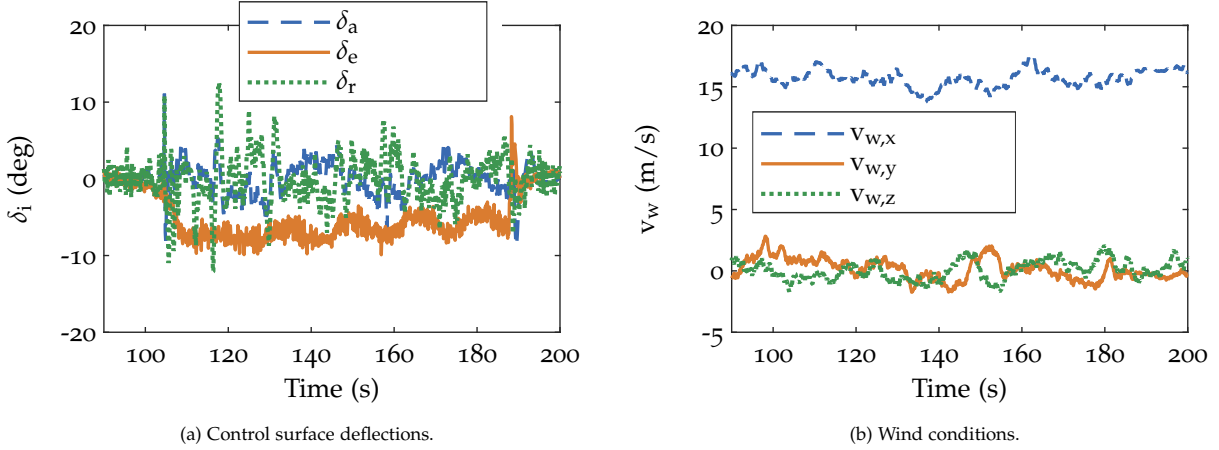 δa
δe
δr
20
10
0
-10
-20
δi (deg)
100 120 140 160 180 200
Time (s)
(a) Control surface deflections.
20
15
10
5
0
-5
vw (m/s)
vw,x
vw,y
vw,z
100 120 140 160 180 200
Time (s)
(b) Wind conditions.